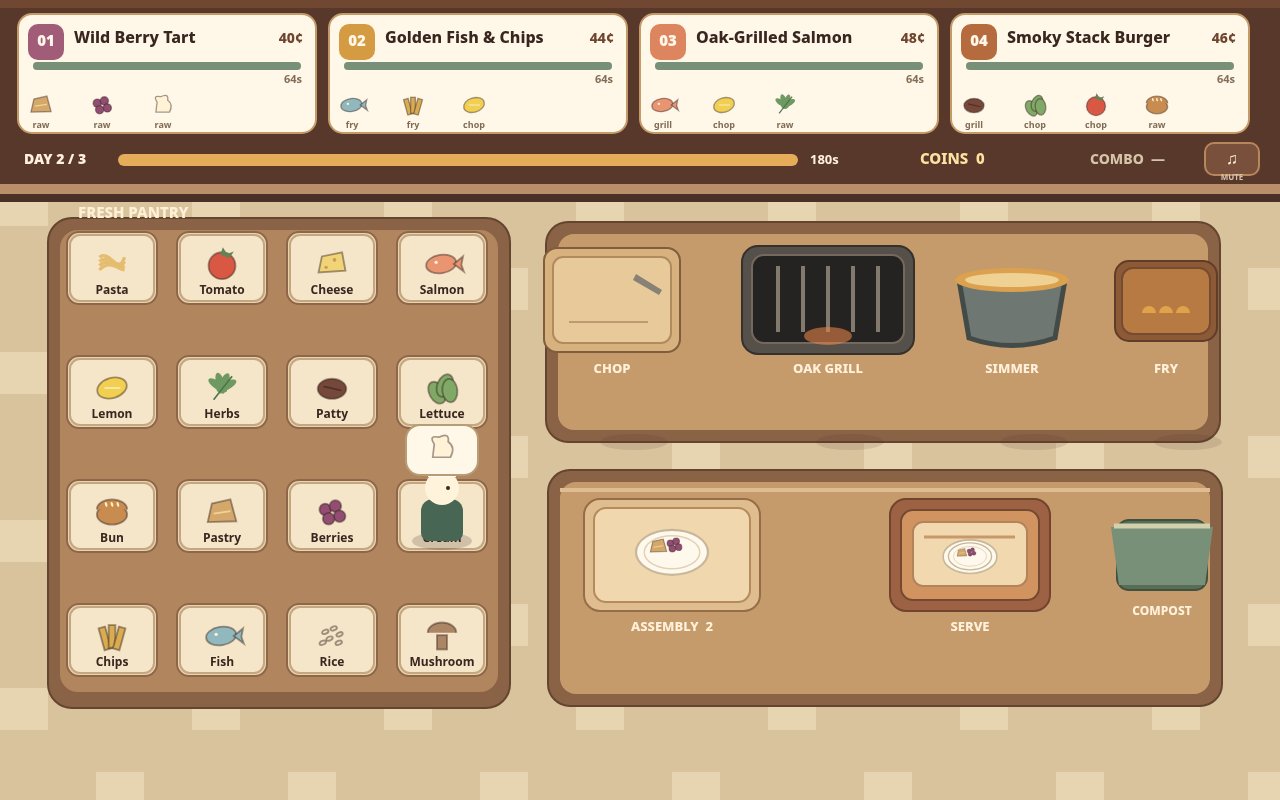 01 Wild Berry Tart 40¢
64s
raw raw raw
02 Golden Fish & Chips 44¢
64s
fry fry chop
03 Oak-Grilled Salmon 48¢
64s
grill chop raw
04 Smoky Stack Burger 46¢
64s
grill chop chop raw
DAY 2 / 3 180s COINS 0 COMBO — ♫
MUTE
FRESH PANTRY
Pasta Tomato Cheese Salmon
Lemon Herbs Patty Lettuce
Bun Pastry Berries
Chips Fish Rice Mushroom
CHOP OAK GRILL SIMMER FRY
ASSEMBLY 2 SERVE COMPOST